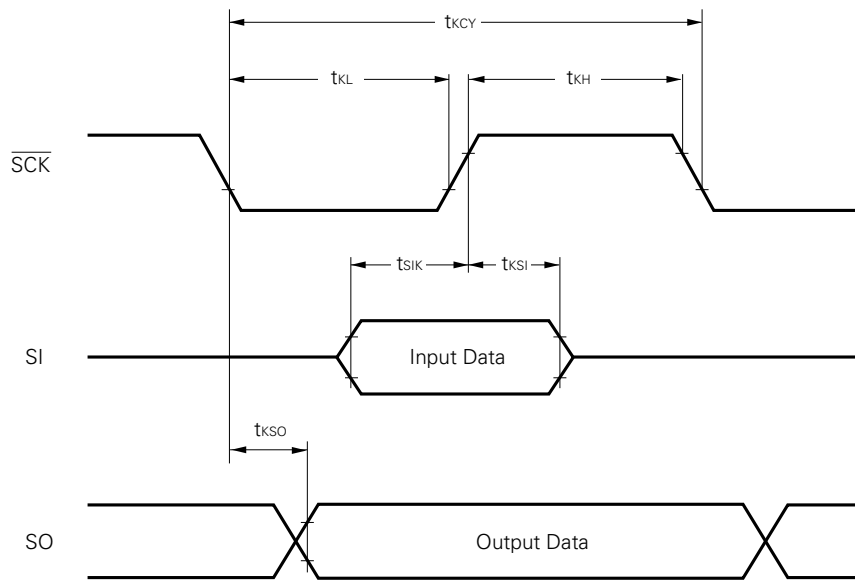 tKCY
tKL
tKH
SCK
tSIK
tKSI
SI
Input Data
tKSO
SO
Output Data